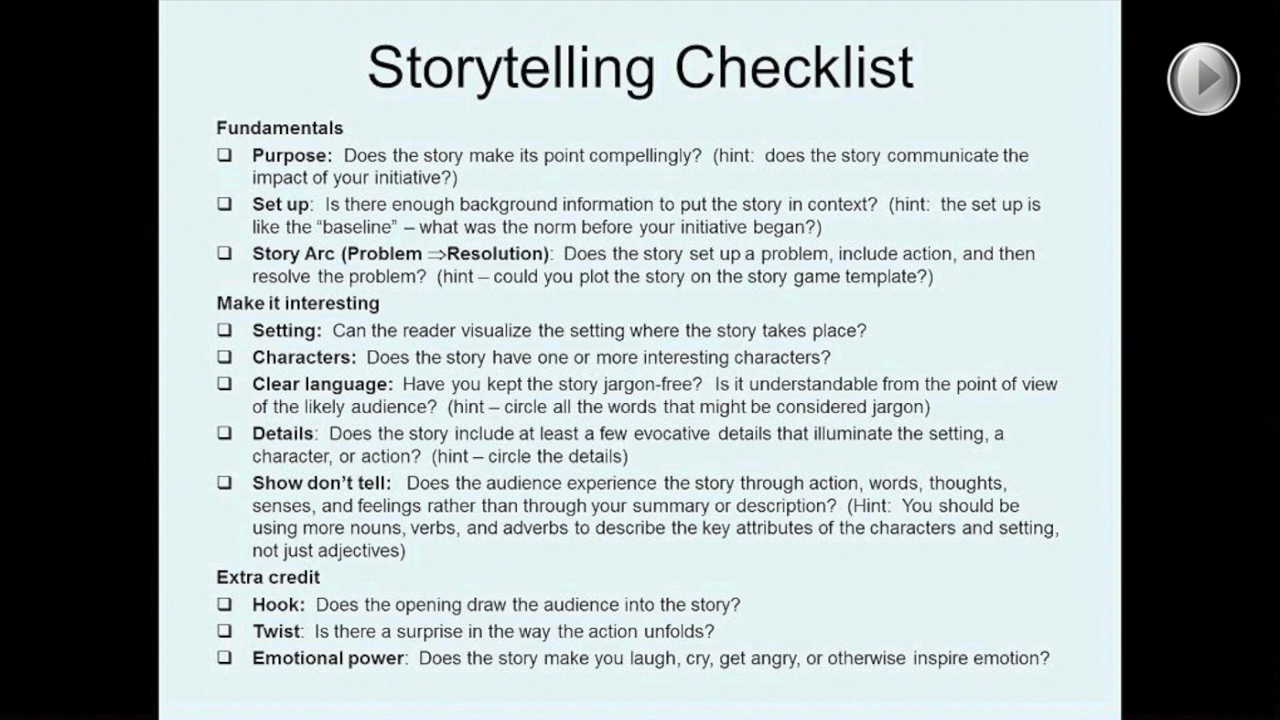 Storytelling Checklist
Fundamentals
❑ Purpose: Does the story make its point compellingly? (hint: does the story communicate the
impact of your initiative?)
❑ Set up: Is there enough background information to put the story in context? (hint: the set up is
like the “baseline” – what was the norm before your initiative began?)
❑ Story Arc (Problem ⇒Resolution): Does the story set up a problem, include action, and then
resolve the problem? (hint – could you plot the story on the story game template?)
Make it interesting
❑ Setting: Can the reader visualize the setting where the story takes place?
❑ Characters: Does the story have one or more interesting characters?
❑ Clear language: Have you kept the story jargon-free? Is it understandable from the point of view
of the likely audience? (hint – circle all the words that might be considered jargon)
❑ Details: Does the story include at least a few evocative details that illuminate the setting, a
character, or action? (hint – circle the details)
❑ Show don’t tell: Does the audience experience the story through action, words, thoughts,
senses, and feelings rather than through your summary or description? (Hint: You should be
using more nouns, verbs, and adverbs to describe the key attributes of the characters and setting,
not just adjectives)
Extra credit
❑ Hook: Does the opening draw the audience into the story?
❑ Twist: Is there a surprise in the way the action unfolds?
❑ Emotional power: Does the story make you laugh, cry, get angry, or otherwise inspire emotion?